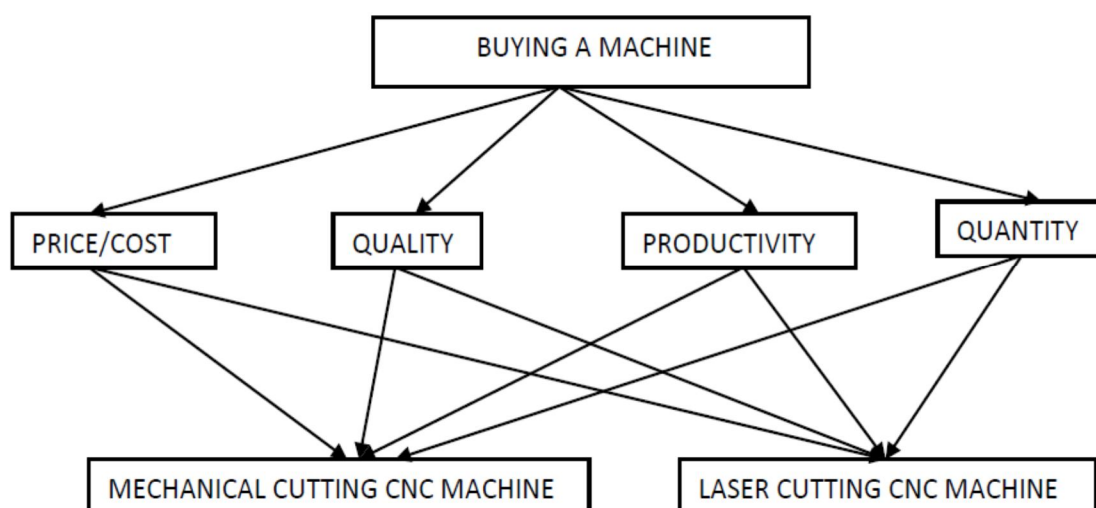 BUYING A MACHINE
PRICE/COST
QUALITY
PRODUCTIVITY
QUANTITY
MECHANICAL CUTTING CNC MACHINE
LASER CUTTING CNC MACHINE